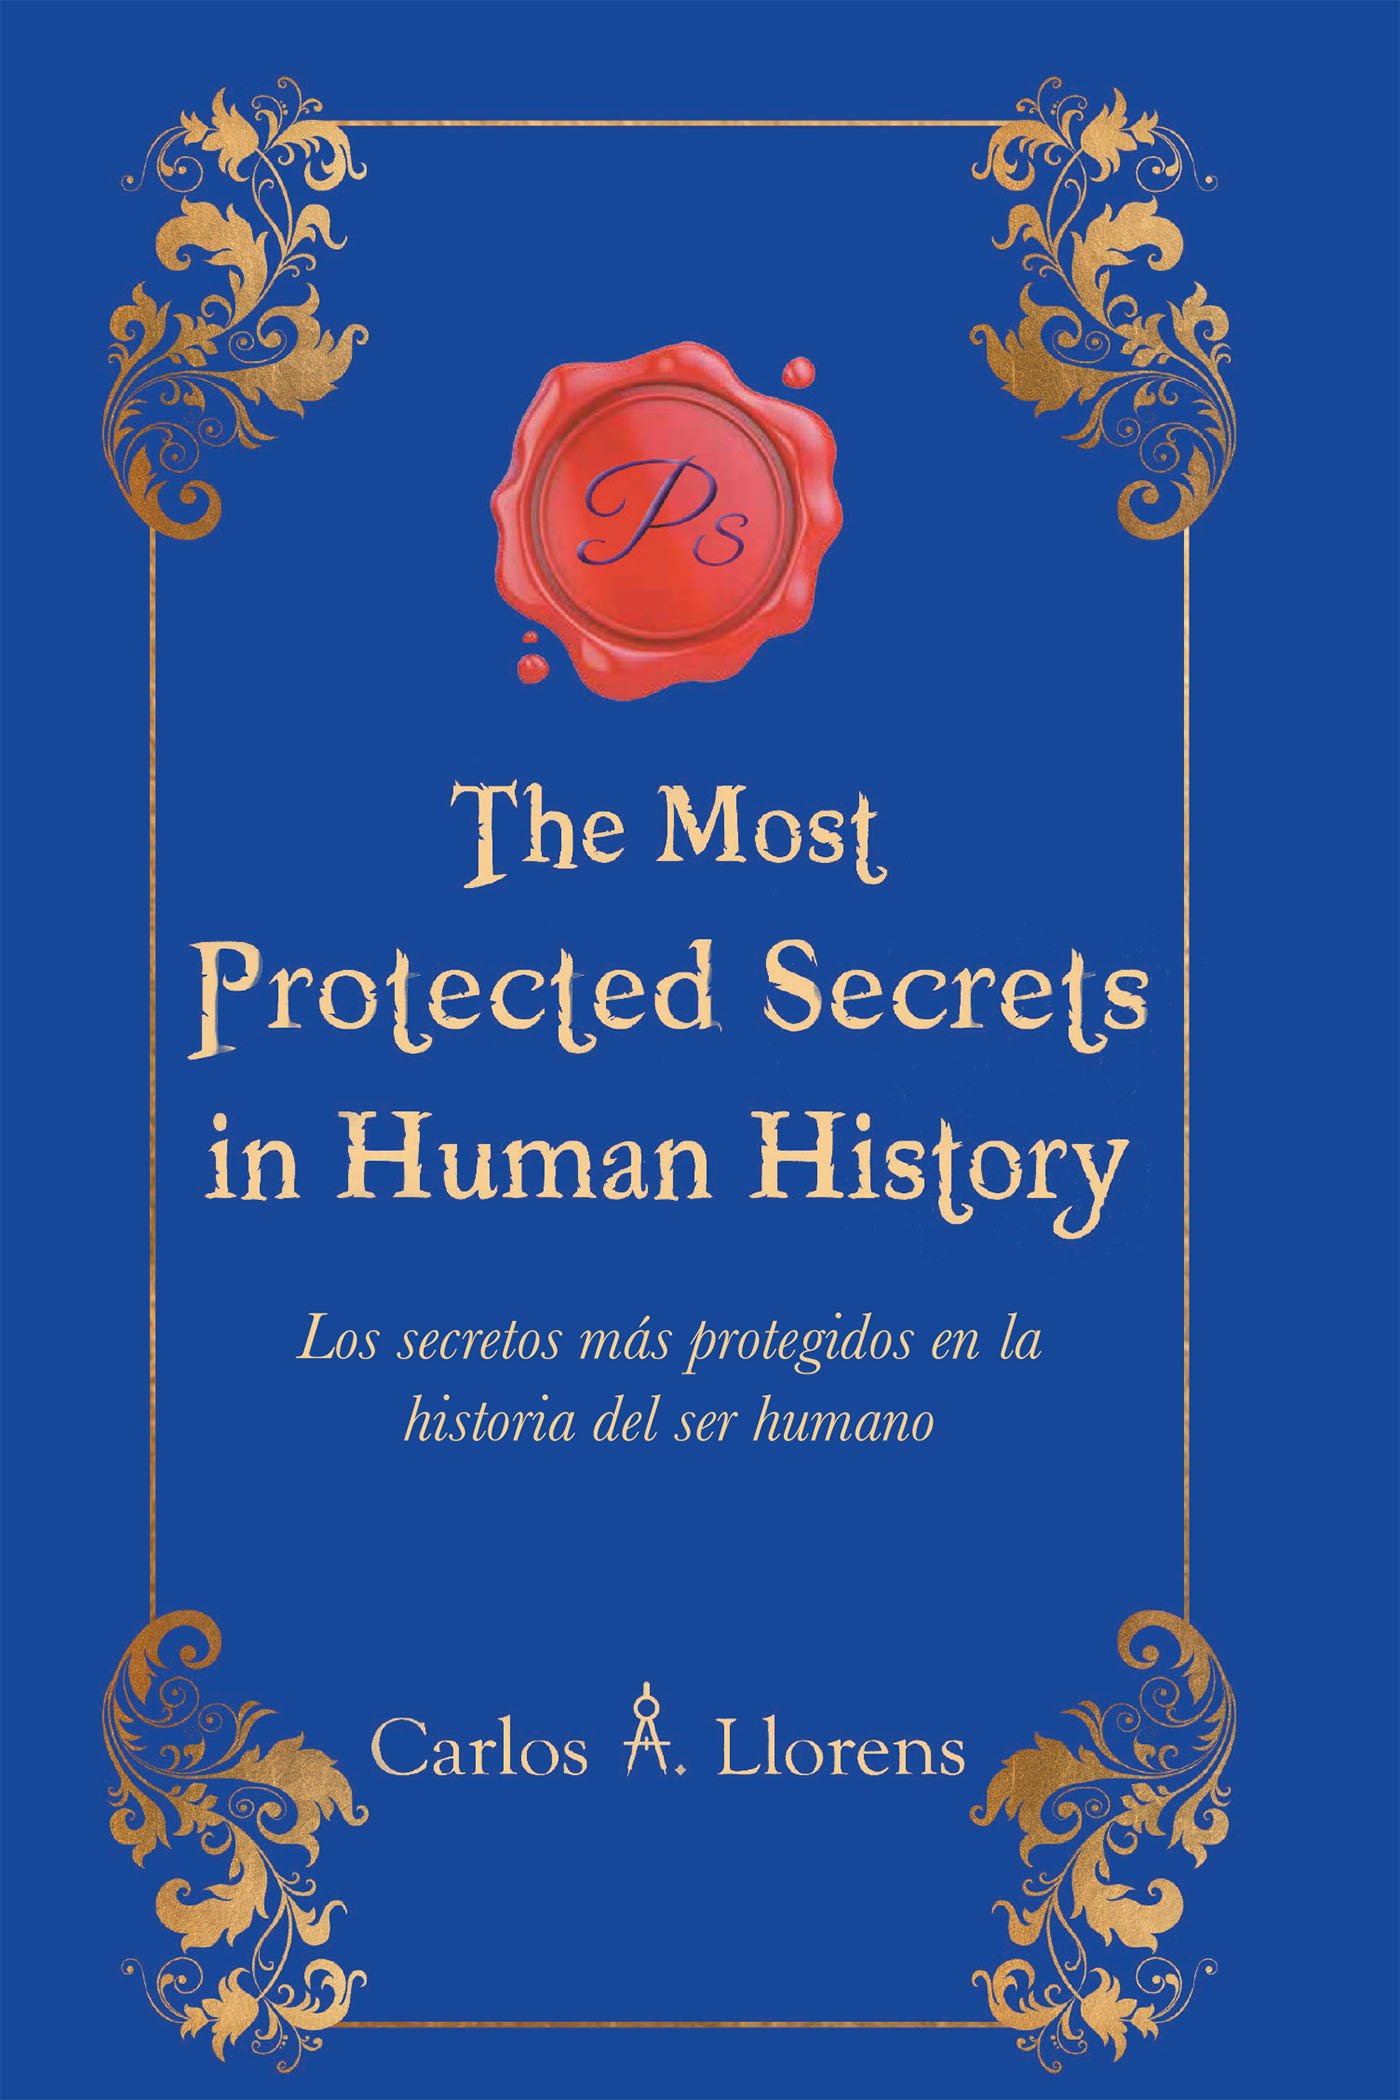 Ps
The Most
Protected Secrets
in Human History
Los secretos más protegidos en la
historia del ser humano
Carlos A. Llorens